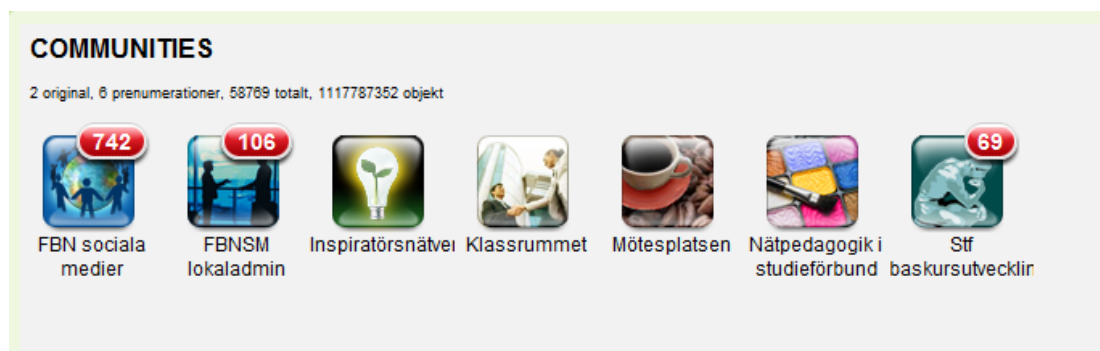 COMMUNITIES
2 original, 6 prenumerationer, 58769 totalt, 1117787352 objekt
742
106
69
FBN sociala
medier
FBNSM
lokaladmin
Inspiratörsnätver
Klassrummet
Mötesplatsen
Nätpedagogik i
studieförbund
Stf
baskursutvecklin